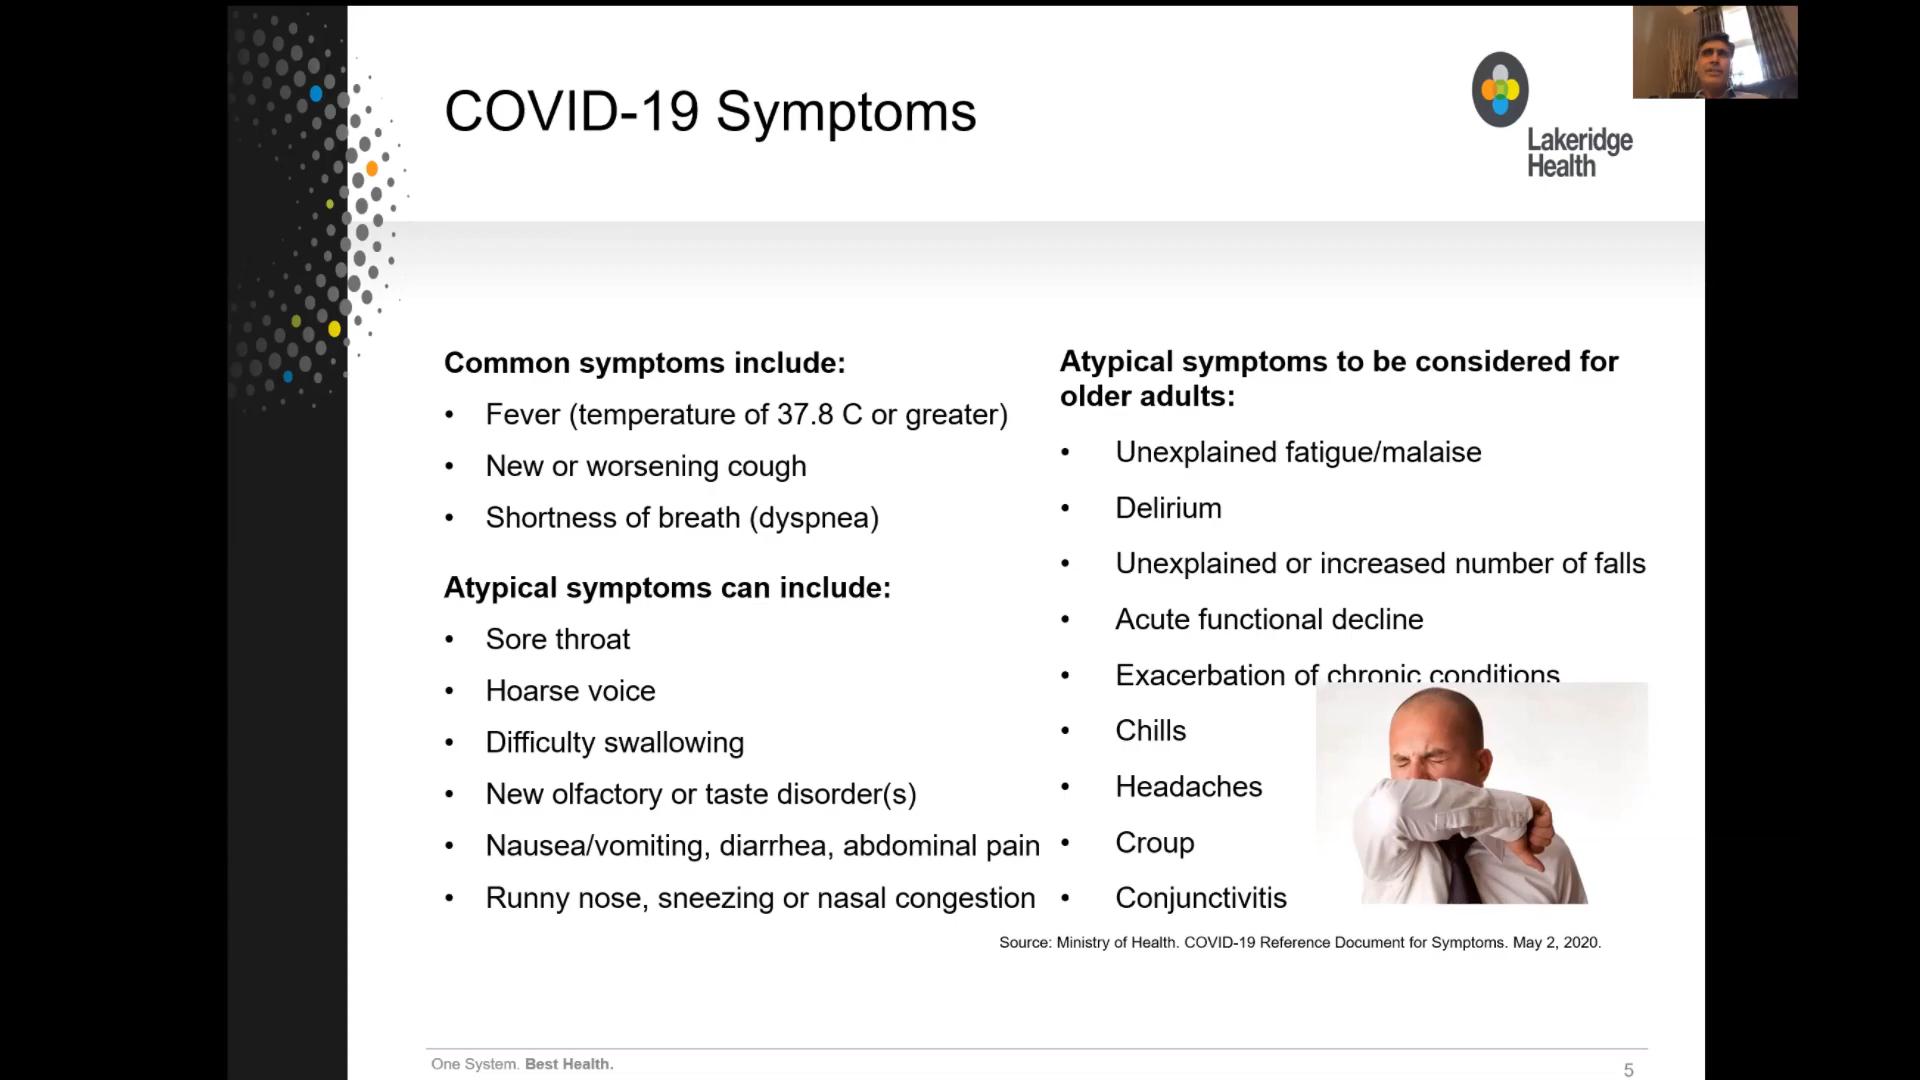 COVID-19 Symptoms
Lakeridge
Health
Common symptoms include:
• Fever (temperature of 37.8 C or greater)
• New or worsening cough
• Shortness of breath (dyspnea)
Atypical symptoms can include:
• Sore throat
• Hoarse voice
• Difficulty swallowing
• New olfactory or taste disorder(s)
• Nausea/vomiting, diarrhea, abdominal pain
• Runny nose, sneezing or nasal congestion
Atypical symptoms to be considered for
older adults:
• Unexplained fatigue/malaise
• Delirium
• Unexplained or increased number of falls
• Acute functional decline
• Exacerbation of chronic conditions
• Chills
• Headaches
• Croup
• Conjunctivitis
Source: Ministry of Health. COVID-19 Reference Document for Symptoms. May 2, 2020.
One System. Best Health.
5